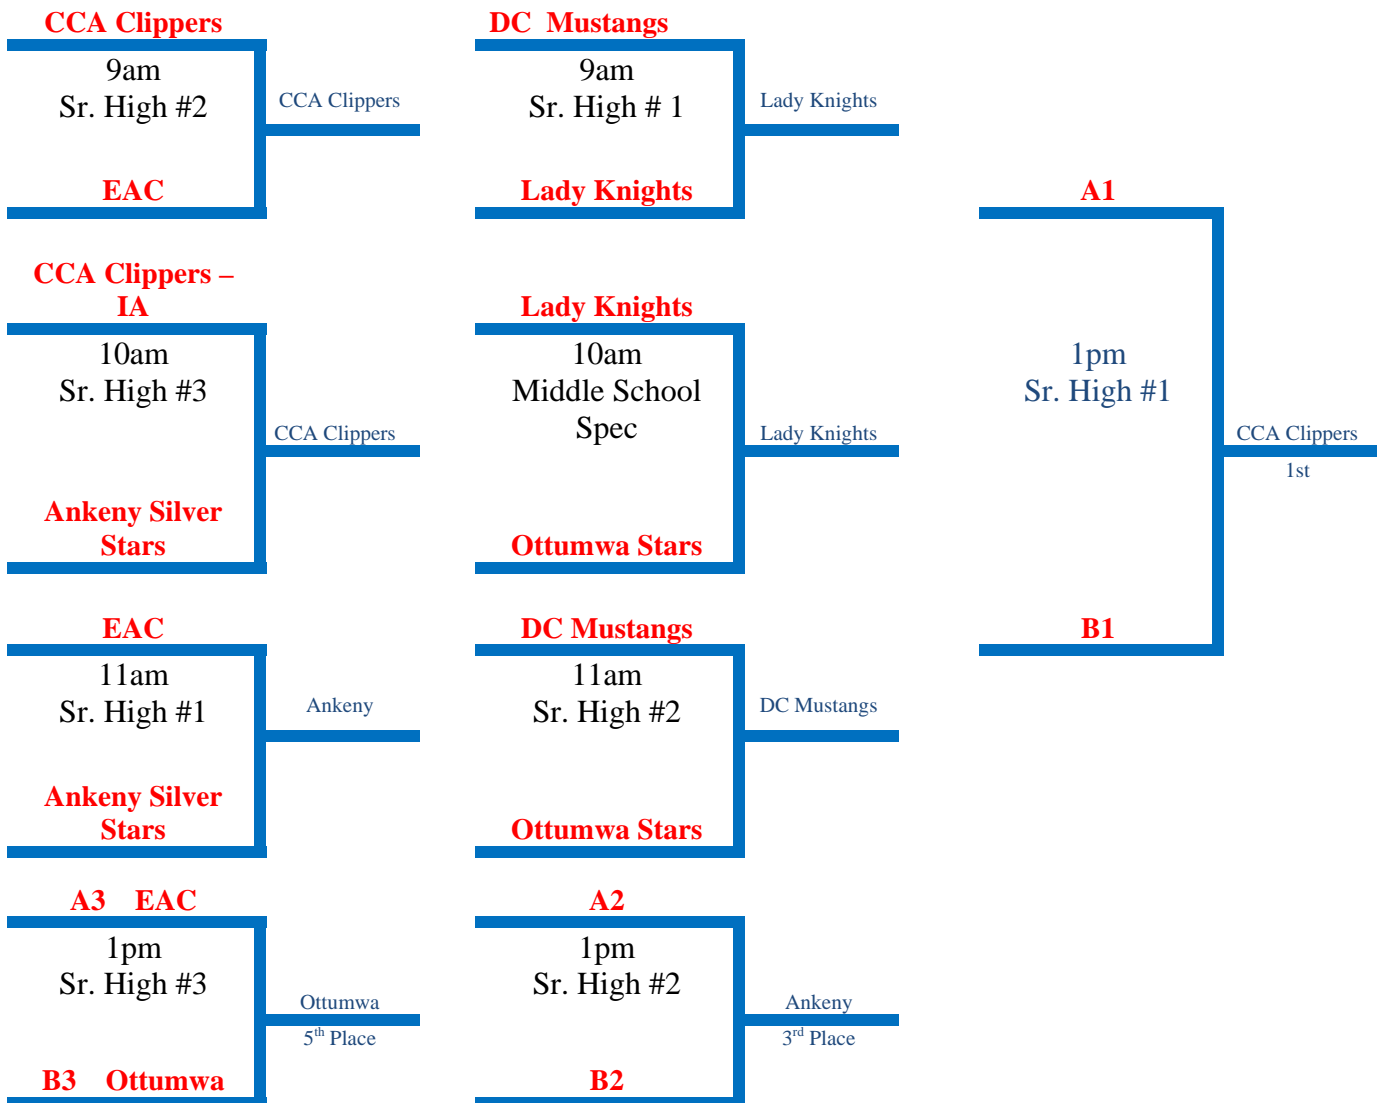 CCA Clippers
9am
Sr. High #2
CCA Clippers
EAC
DC  Mustangs
9am
Sr. High # 1
Lady Knights
Lady Knights
CCA Clippers –
IA
10am
Sr. High #3
CCA Clippers
Ankeny Silver
Stars
Lady Knights
10am
Middle School
Spec
Lady Knights
Ottumwa Stars
A1
1pm
Sr. High #1
CCA Clippers
1st
B1
EAC
11am
Sr. High #1
Ankeny
Ankeny Silver
Stars
DC Mustangs
11am
Sr. High #2
DC Mustangs
Ottumwa Stars
A3    EAC
1pm
Sr. High #3
Ottumwa
5th Place
B3    Ottumwa
A2
1pm
Sr. High #2
Ankeny
3rd Place
B2